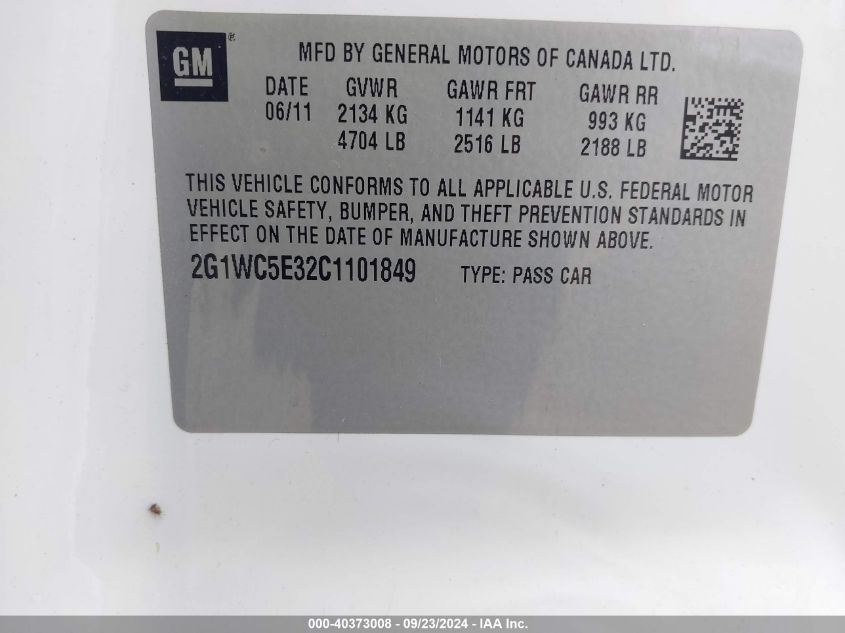 GM®
MFD BY GENERAL MOTORS OF CANADA LTD.
DATE GVWR GAWR FRT GAWR RR
06/11 2134 KG 1141 KG 993 KG
4704 LB 2516 LB 2188 LB
THIS VEHICLE CONFORMS TO ALL APPLICABLE U.S. FEDERAL MOTOR
VEHICLE SAFETY, BUMPER, AND THEFT PREVENTION STANDARDS IN
EFFECT ON THE DATE OF MANUFACTURE SHOWN ABOVE.
2G1WC5E32C1101849 TYPE: PASS CAR
000-40373008 - 09/23/2024 - IAA Inc.